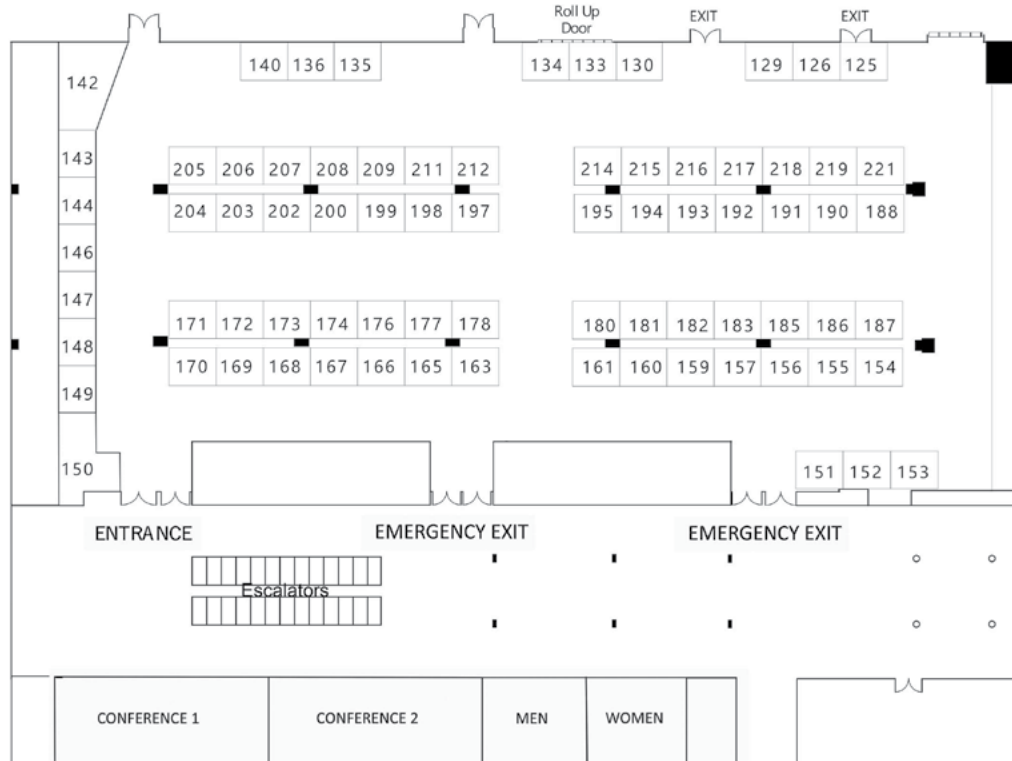 Roll Up
Door
EXIT
EXIT
140 136 135
134 133 130
129 126 125
142
143
205 206 207 208 209 211 212
214 215 216 217 218 219 221
144
204 203 202 200 199 198 197
195 194 193 192 191 190 188
146
147
171 172 173 174 176 177 178
180 181 182 183 185 186 187
148
170 169 168 167 166 165 163
161 160 159 157 156 155 154
149
150
151 152 153
ENTRANCE
EMERGENCY EXIT
EMERGENCY EXIT
Escalators
CONFERENCE 1
CONFERENCE 2
MEN
WOMEN